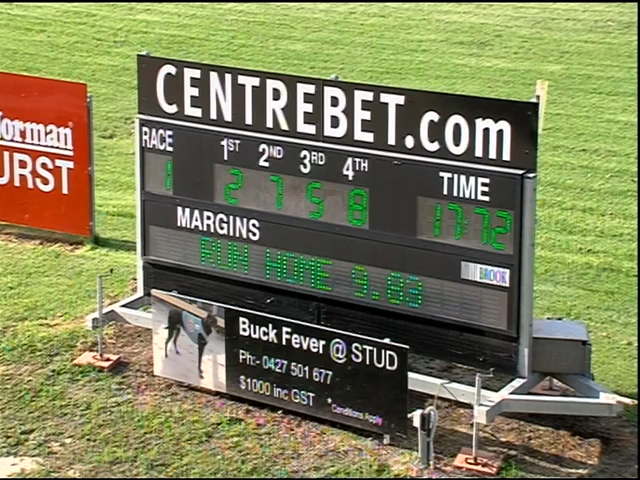 CENTREBET.com
RACE 1ST 2ND 3RD 4TH TIME
1 2 7 5 8 17:72
MARGINS
RUN HOME 9.83
BROOK
orman
URST
Buck Fever @ STUD
Ph:- 0427 501 677
$1000 inc GST
Conditions Apply